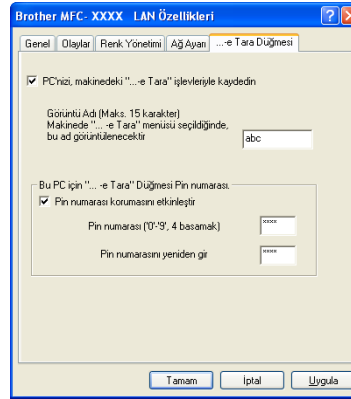 Brother MFC- XXXX LAN Özellikleri
Genel Olaylar Renk Yönetimi Ağ Ayarı ...-e Tara Düğmesi
PC'nizi, makinedeki "...-e Tara" işlevleriyle kaydedin
Görüntü Adı (Maks. 15 karakter)
Makinede "... -e Tara" menüsü seçildiğinde,
bu ad görüntülenecektir
abc
Bu PC için "... -e Tara" Düğmesi Pin numarası.
Pin numarası korumasını etkinleştir
Pin numarası ('0'-'9', 4 basamak)
xxxx
Pin numarasını yeniden gir
xxxx
Tamam İptal Uygula